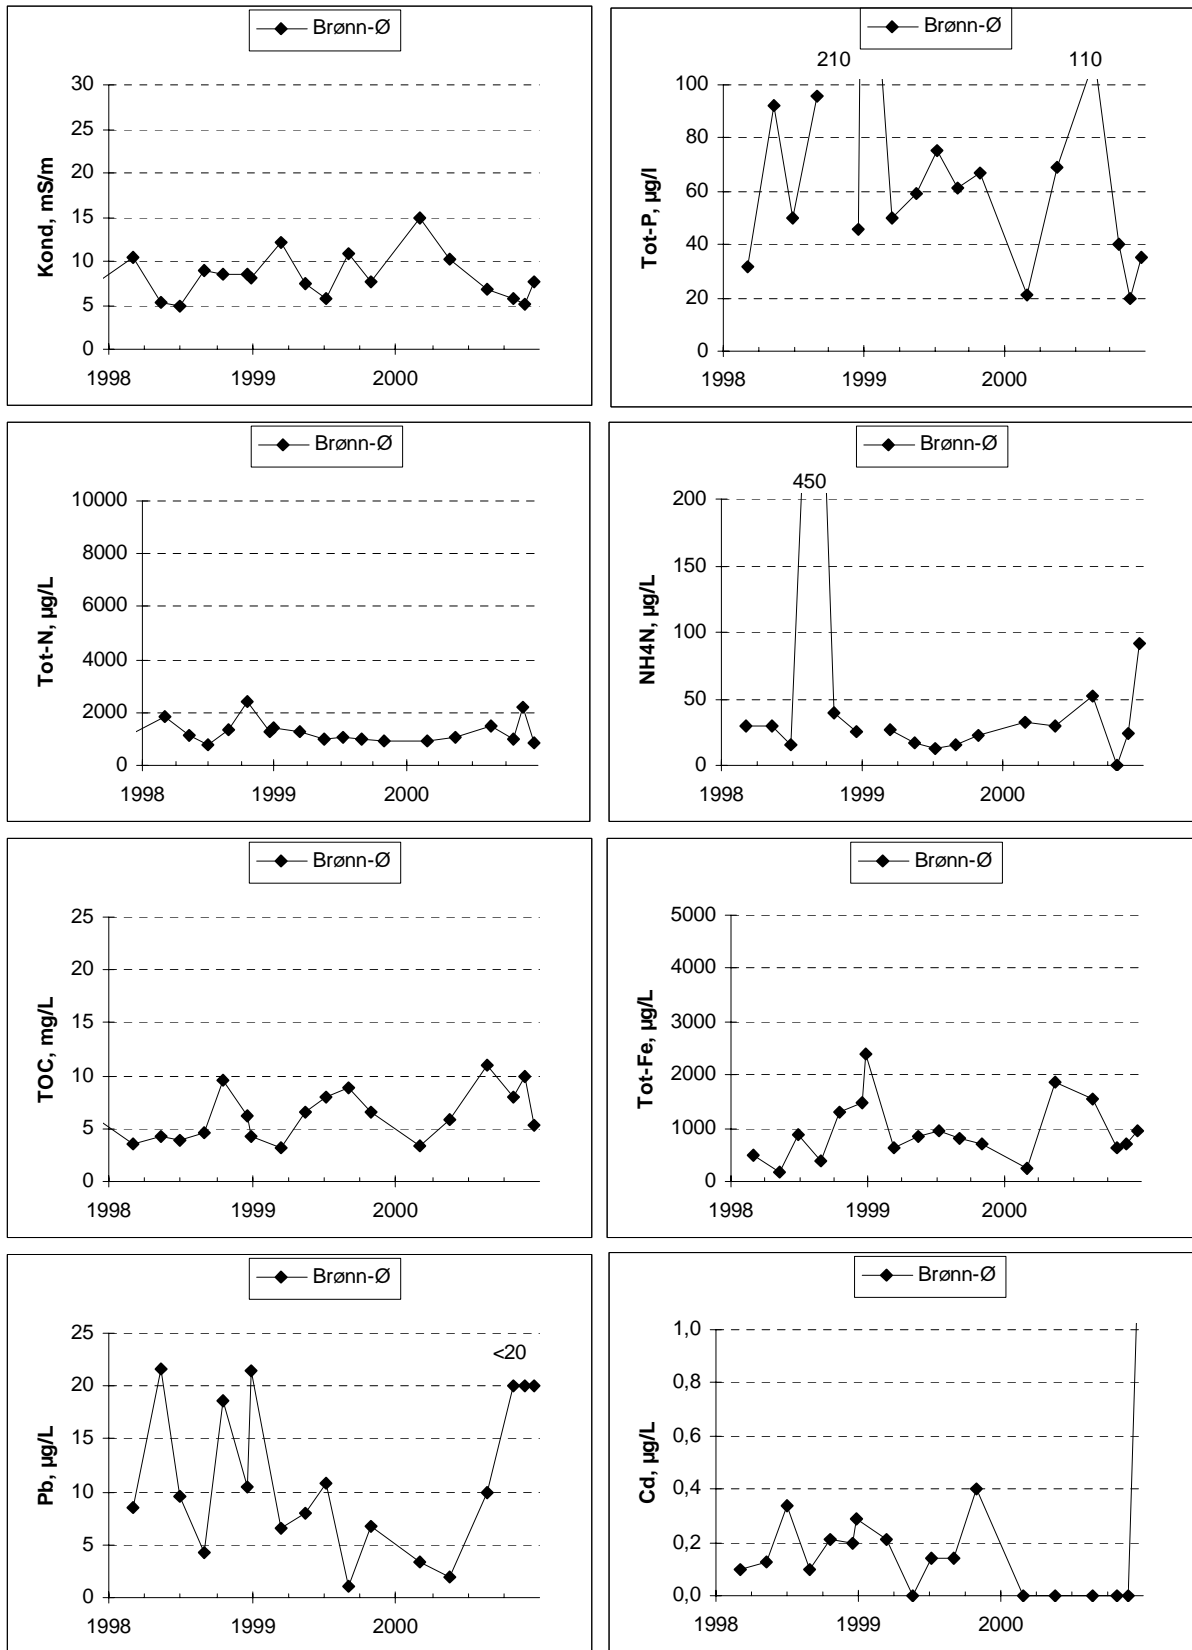 Brønn-Ø
Kond, mS/m
30
25
20
15
10
5
0
1998 1999 2000
Brønn-Ø
210 110
Tot-P, µg/l
100
80
60
40
20
0
1998 1999 2000
Brønn-Ø
Tot-N, µg/L
10000
8000
6000
4000
2000
0
1998 1999 2000
Brønn-Ø
450
NH4N, µg/L
200
150
100
50
0
1998 1999 2000
Brønn-Ø
TOC, mg/L
25
20
15
10
5
0
1998 1999 2000
Brønn-Ø
Tot-Fe, µg/L
5000
4000
3000
2000
1000
0
1998 1999 2000
Brønn-Ø
Pb, µg/L
25
<20
20
15
10
5
0
1998 1999 2000
Brønn-Ø
Cd, µg/L
1,0
0,8
0,6
0,4
0,2
0,0
1998 1999 2000